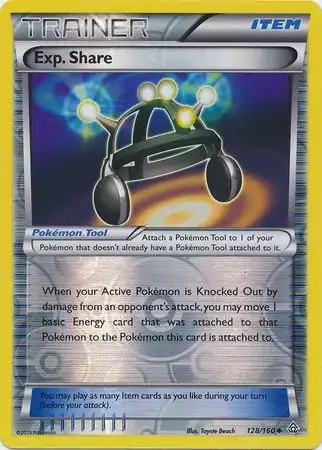 TRAINER
ITEM
Exp. Share
Pokémon Tool
Attach a Pokémon Tool to 1 of your
Pokémon that doesn't already have a Pokémon Tool attached to it.
When your Active Pokémon is Knocked Out by
damage from an opponent's attack, you may move 1
basic Energy card that was attached to that
Pokémon to the Pokémon this card is attached to.
You may play as many Item cards as you like during your turn
(before your attack).
©2015 Pokémon
Illus. Toyste Beach
128/160